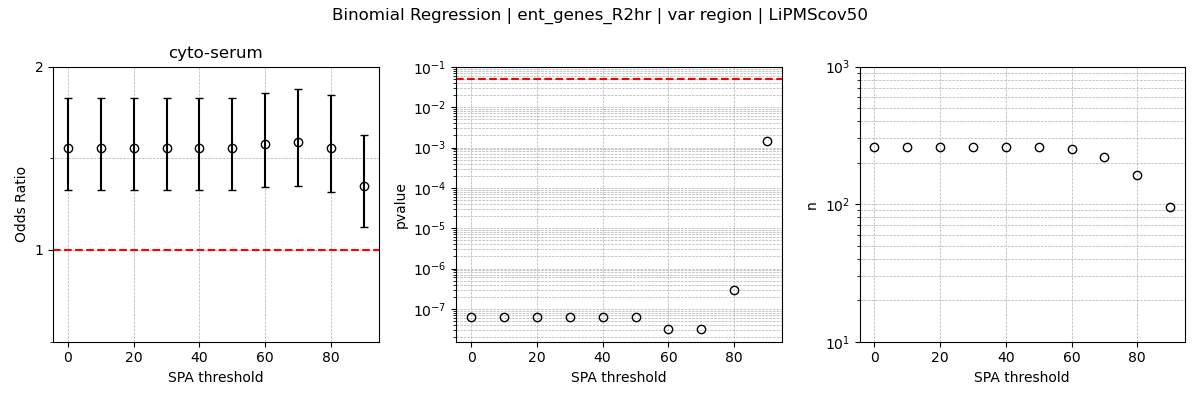 Binomial Regression | ent_genes_R2hr | var region | LiPMScov50
cyto-serum
2
1
Odds Ratio
0 20 40 60 80
SPA threshold
10^-1
10^-2
10^-3
10^-4
10^-5
10^-6
10^-7
pvalue
0 20 40 60 80
SPA threshold
10^3
10^2
10^1
n
0 20 40 60 80
SPA threshold